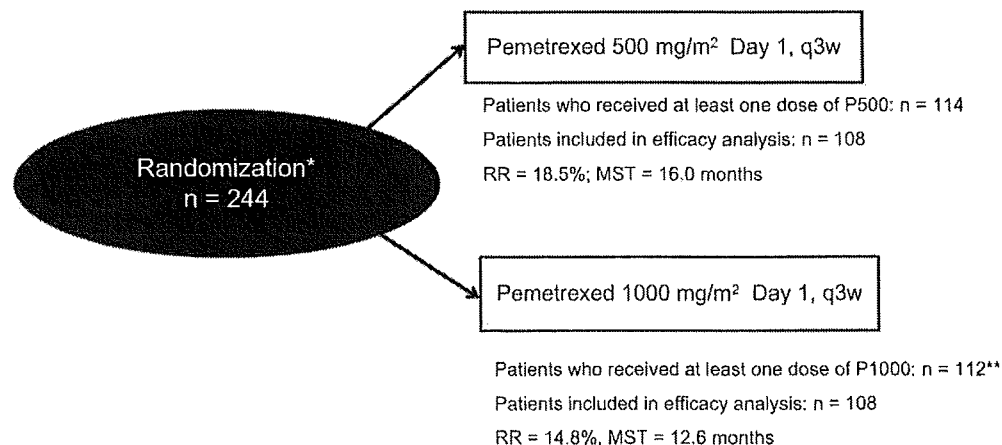 Pemetrexed 500 mg/m² Day 1, q3w
Patients who received at least one dose of P500: n = 114
Patients included in efficacy analysis: n = 108
RR = 18.5%; MST = 16.0 months
Randomization*
n = 244
Pemetrexed 1000 mg/m² Day 1, q3w
Patients who received at least one dose of P1000: n = 112**
Patients included in efficacy analysis: n = 108
RR = 14.8%, MST = 12.6 months